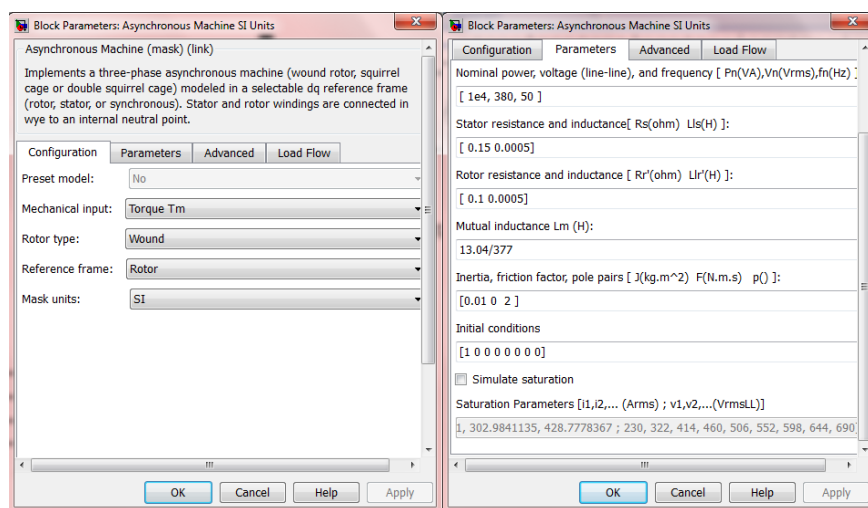 Block Parameters: Asynchronous Machine SI Units
Asynchronous Machine (mask) (link)
Implements a three-phase asynchronous machine (wound rotor, squirrel
cage or double squirrel cage) modeled in a selectable dq reference frame
(rotor, stator, or synchronous). Stator and rotor windings are connected in
wye to an internal neutral point.
Configuration Parameters Advanced Load Flow
Preset model: No
Mechanical input: Torque Tm
Rotor type: Wound
Reference frame: Rotor
Mask units: SI
OK Cancel Help Apply
Block Parameters: Asynchronous Machine SI Units
Configuration Parameters Advanced Load Flow
Nominal power, voltage (line-line), and frequency [ Pn(VA),Vn(Vrms),fn(Hz) ]
[ 1e4, 380, 50 ]
Stator resistance and inductance[ Rs(ohm) Lls(H) ]:
[ 0.15 0.0005]
Rotor resistance and inductance [ Rr'(ohm) Llr'(H) ]:
[ 0.1 0.0005]
Mutual inductance Lm (H):
13.04/377
Inertia, friction factor, pole pairs [ J(kg.m^2) F(N.m.s) p() ]:
[0.01 0 2 ]
Initial conditions
[1 0 0 0 0 0 0 0]
Simulate saturation
Saturation Parameters [i1,i2,... (Arms) ; v1,v2,...(VrmsLL)]
1, 302.9841135, 428.7778367 ; 230, 322, 414, 460, 506, 552, 598, 644, 690]
OK Cancel Help Apply